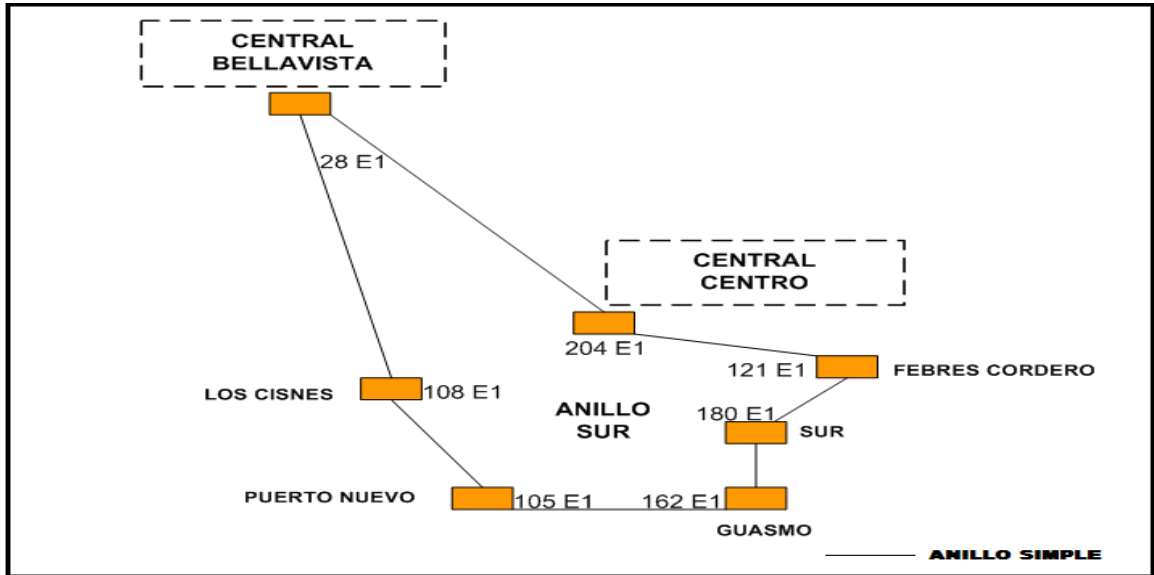 CENTRAL
BELLAVISTA
28 E1
CENTRAL
CENTRO
204 E1
121 E1
FEBRES CORDERO
LOS CISNES
108 E1
ANILLO
SUR
180 E1
SUR
PUERTO NUEVO
105 E1
162 E1
GUASMO
ANILLO SIMPLE